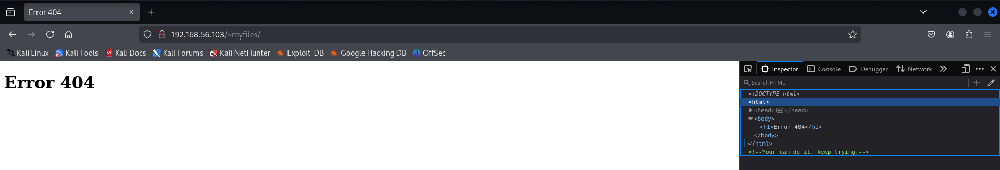 Error 404
192.168.56.103/~myfiles/
Kali Linux Kali Tools Kali Docs Kali Forums Kali NetHunter Exploit-DB Google Hacking DB OffSec
Error 404
Inspector Console Debugger Network
Search HTML
<!DOCTYPE html>
<html>
<head></head>
<body>
<h1>Error 404</h1>
</body>
</html>
<!--Your can do it, keep trying.-->